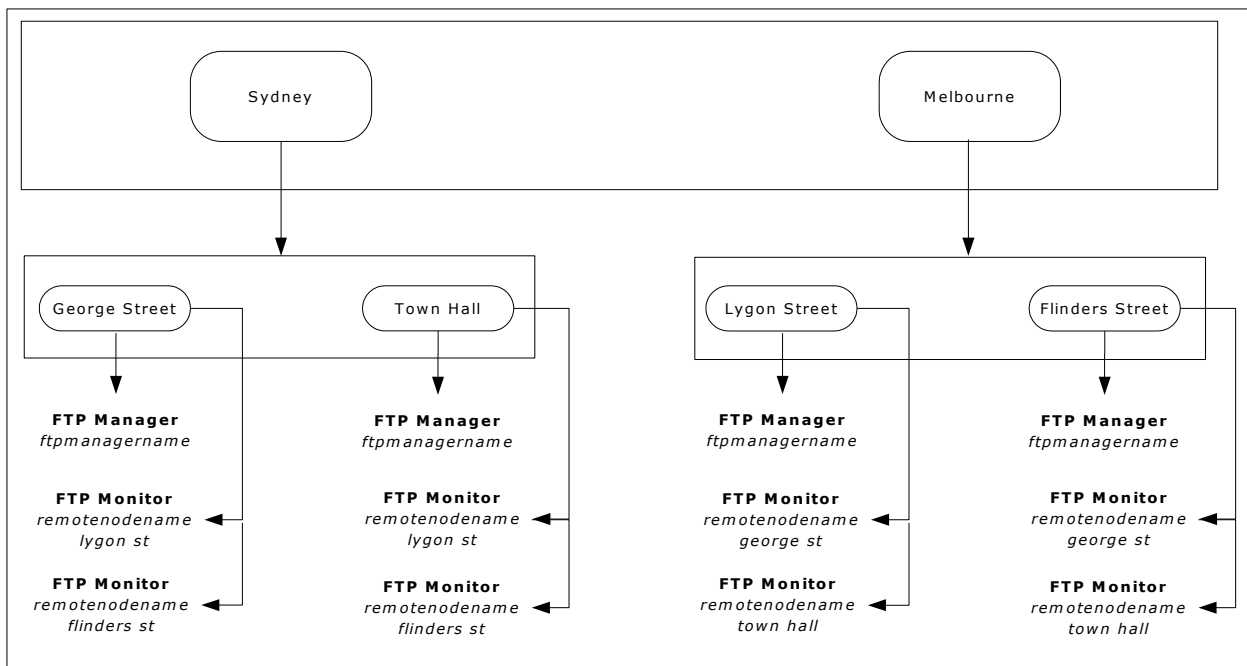 Sydney
Melbourne
George Street
Town Hall
Lygon Street
Flinders Street
FTP Manager
ftpmanagername
FTP Manager
ftpmanagername
FTP Manager
ftpmanagername
FTP Manager
ftpmanagername
FTP Monitor
remotenodename
lygon st
FTP Monitor
remotenodename
lygon st
FTP Monitor
remotenodename
george st
FTP Monitor
remotenodename
george st
FTP Monitor
remotenodename
flinders st
FTP Monitor
remotenodename
flinders st
FTP Monitor
remotenodename
town hall
FTP Monitor
remotenodename
town hall